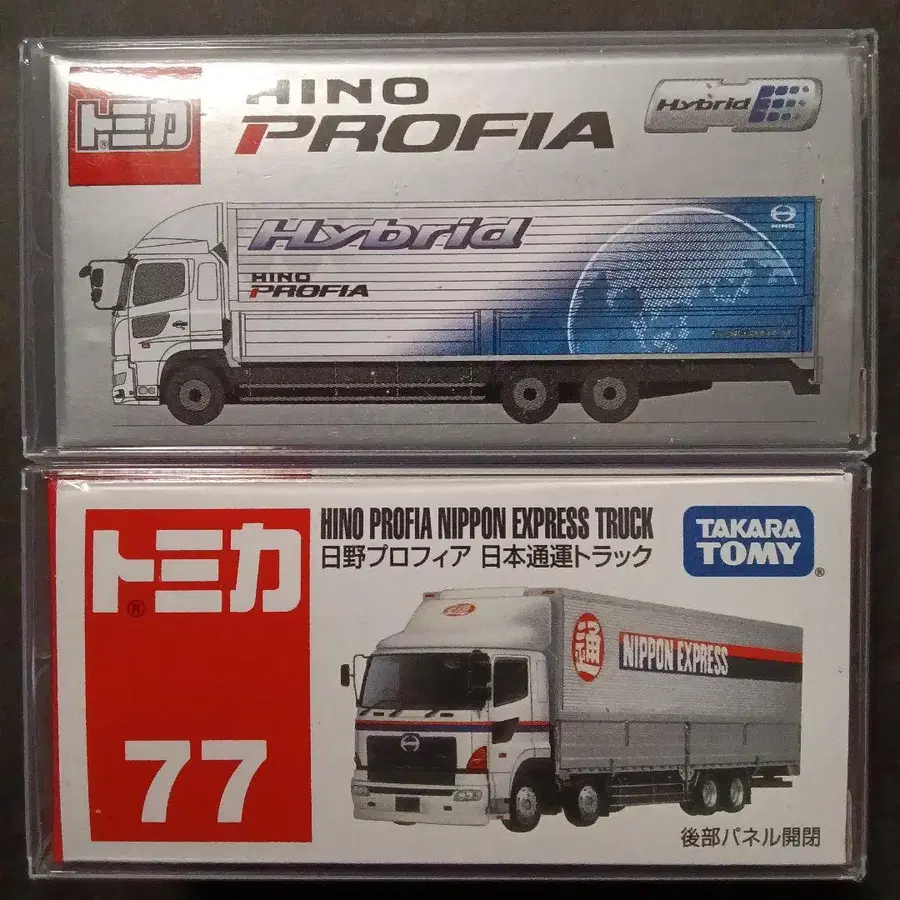 トミカ
®
HINO
PROFIA
Hybrid
Hybrid
HINO
PROFIA
HINO
トミカ
®
77
HINO PROFIA NIPPON EXPRESS TRUCK
日野プロフィア 日本通運トラック
TAKARA
TOMY
®
通
NIPPON EXPRESS
後部パネル開閉